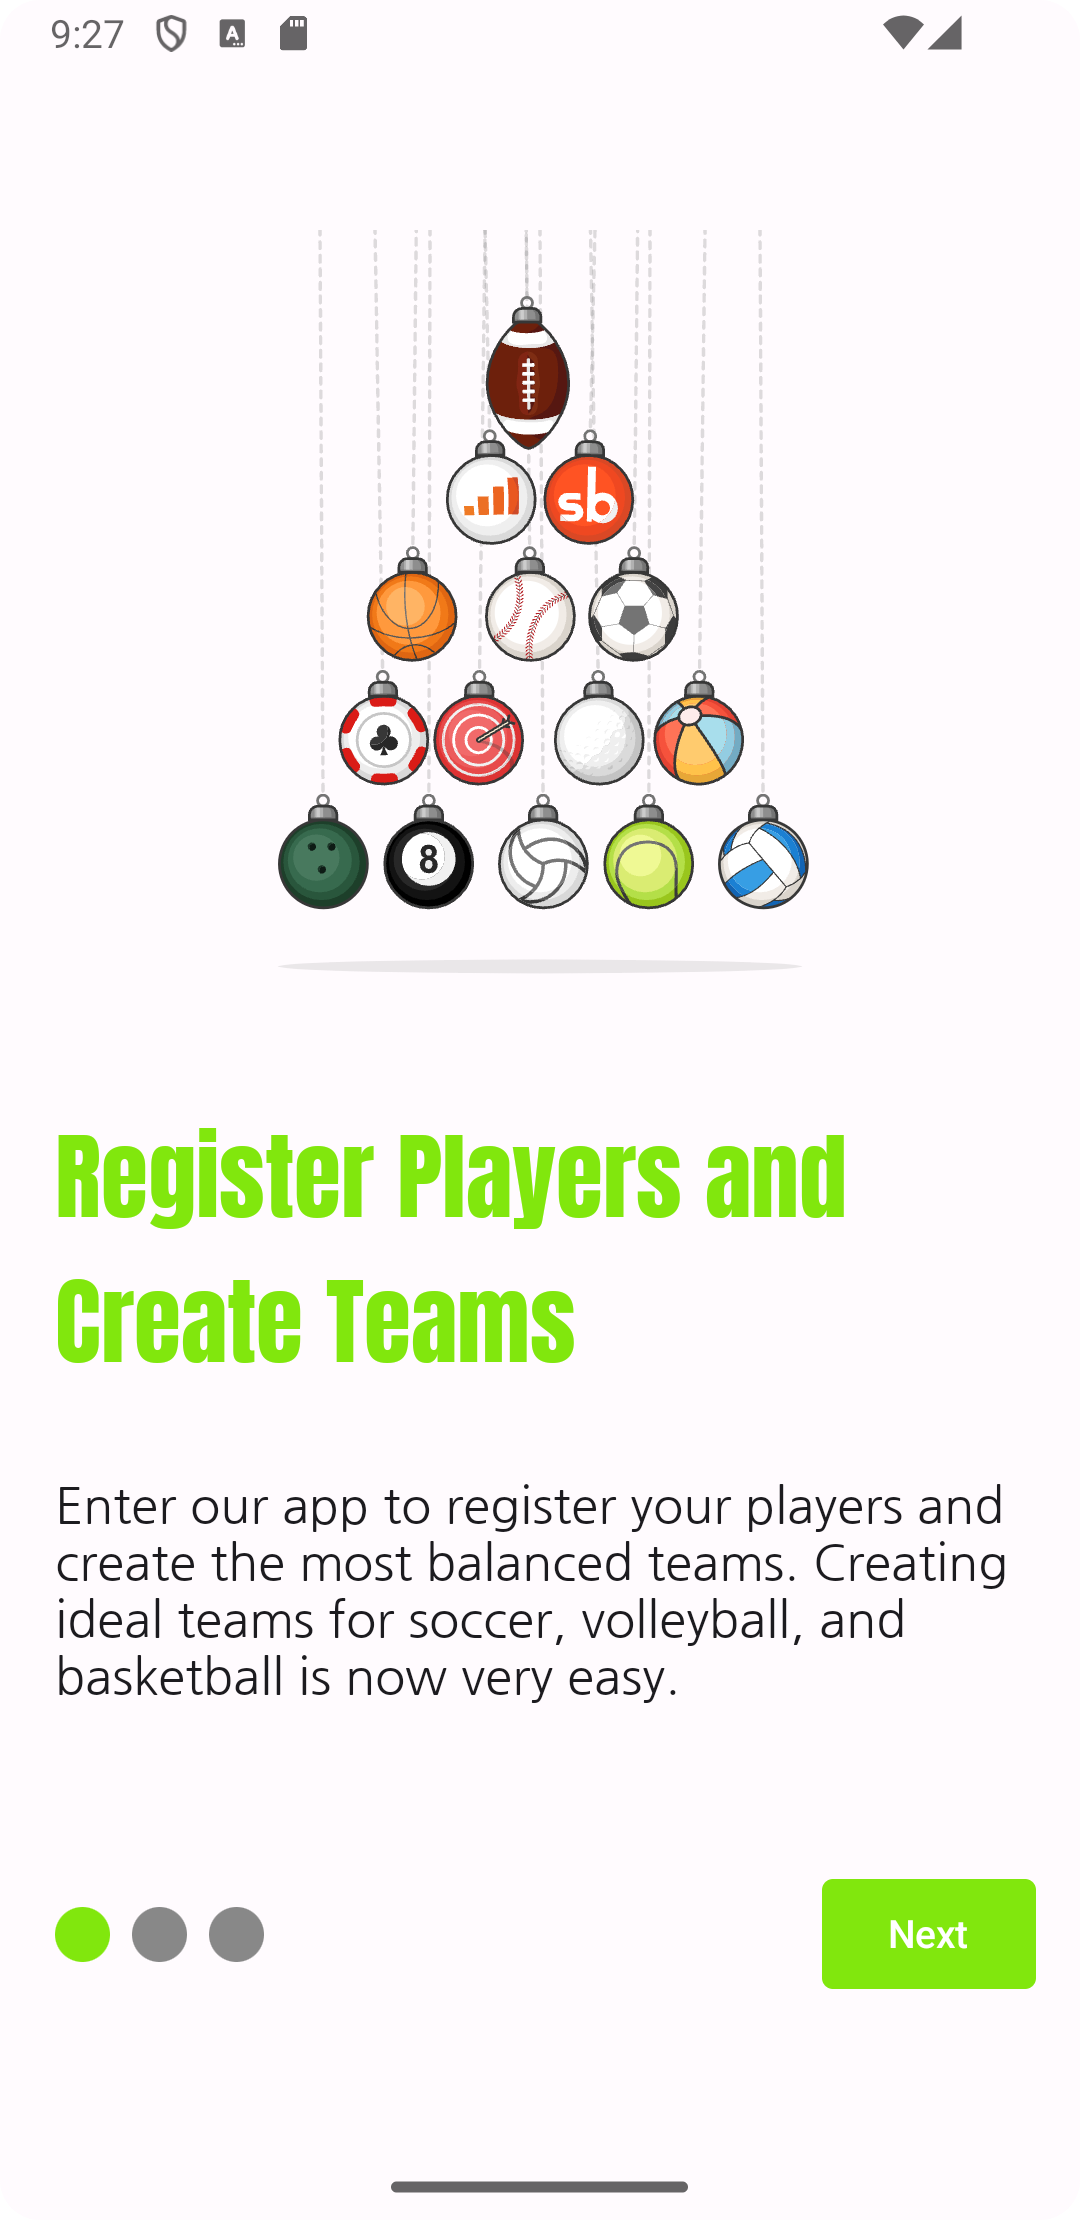 9:27
A
sb
8
Register Players and
Create Teams
Enter our app to register your players and
create the most balanced teams. Creating
ideal teams for soccer, volleyball, and
basketball is now very easy.
Next